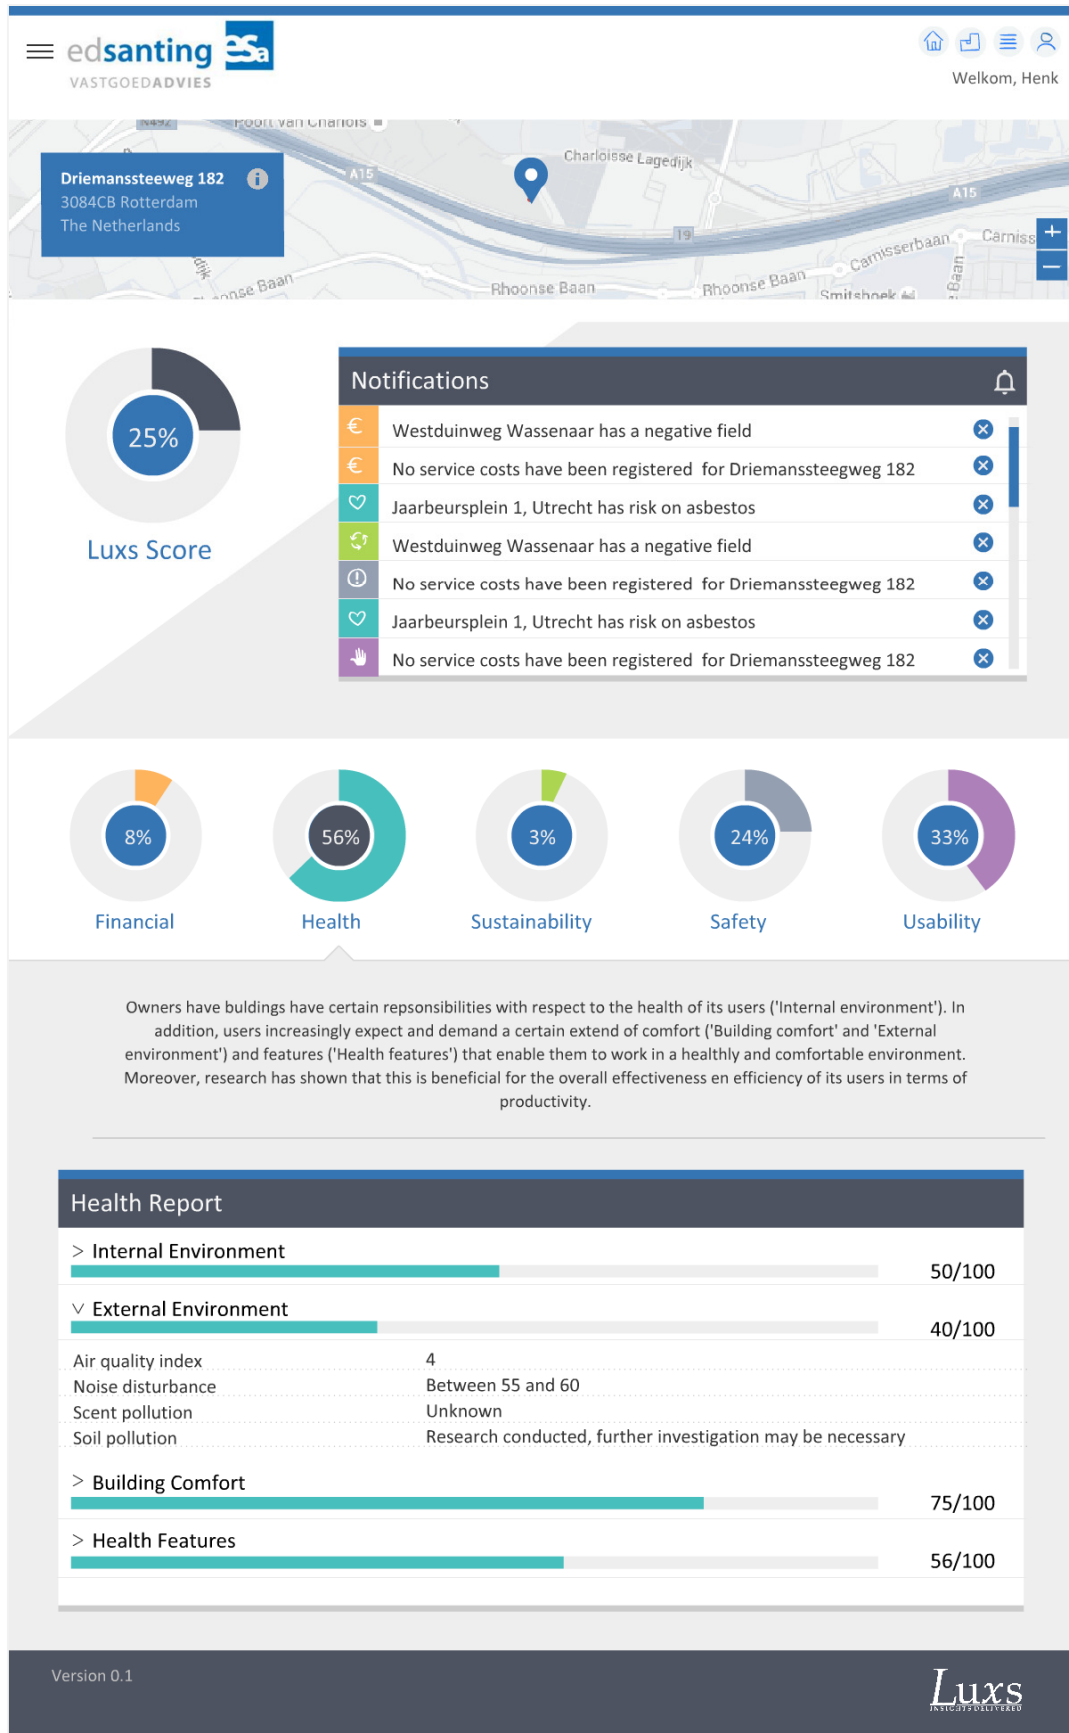 edsanting esa
VASTGOEDADVIES
Welkom, Henk
N492
Poort van Charlois
Charloisse Lagedijk
A15
A15
19
Driemanssteeweg 182
3084CB Rotterdam
The Netherlands
Rhoonse Baan
Rhoonse Baan
Carnisserbaan
Carniss
Smitshoek
Baan
25%
Luxs Score
Notifications
Westduinweg Wassenaar has a negative field
No service costs have been registered for Driemanssteegweg 182
Jaarbeursplein 1, Utrecht has risk on asbestos
Westduinweg Wassenaar has a negative field
No service costs have been registered for Driemanssteegweg 182
Jaarbeursplein 1, Utrecht has risk on asbestos
No service costs have been registered for Driemanssteegweg 182
8%
56%
3%
24%
33%
Financial
Health
Sustainability
Safety
Usability
Owners have buldings have certain repsonsibilities with respect to the health of its users ('Internal environment'). In
addition, users increasingly expect and demand a certain extend of comfort ('Building comfort' and 'External
environment') and features ('Health features') that enable them to work in a healthly and comfortable environment.
Moreover, research has shown that this is beneficial for the overall effectiveness en efficiency of its users in terms of
productivity.
Health Report
> Internal Environment
50/100
External Environment
40/100
Air quality index 4
Noise disturbance Between 55 and 60
Scent pollution Unknown
Soil pollution Research conducted, further investigation may be necessary
> Building Comfort
75/100
> Health Features
56/100
Version 0.1
Luxs
INSIGHTS DELIVERED